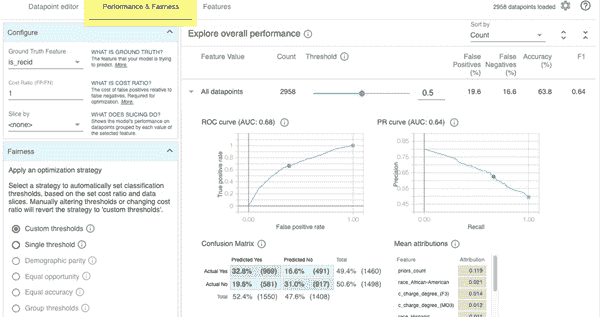 Datapoint editor Performance & Fairness Features 2958 datapoints loaded
Configure
Ground Truth Feature
is_recid
WHAT IS GROUND TRUTH?
The feature that your model is trying to predict. More.
Cost Ratio (FP/FN)
1
WHAT IS COST RATIO?
The cost of false positives relative to false negatives. Required for optimization. More.
Slice by
<none>
WHAT DOES SLICING DO?
Shows the model's performance on datapoints grouped by each value of the selected feature.
Fairness
Apply an optimization strategy
Select a strategy to automatically set classification
thresholds, based on the set cost ratio and data
slices. Manually altering thresholds or changing cost
ratio will revert the strategy to 'custom thresholds'.
Custom thresholds
Single threshold
Demographic parity
Equal opportunity
Equal accuracy
Group thresholds
Explore overall performance
Sort by
Count
Feature Value Count Threshold False Positives (%) False Negatives (%) Accuracy (%) F1
All datapoints 2958 0.5 19.6 16.6 63.8 0.64
ROC curve (AUC: 0.68)
True positive rate
1
0.8
0.6
0.4
0.2
0
0.00 1.00
False positive rate
PR curve (AUC: 0.64)
Precision
0.85
0.65
0.45
0.00 1.00
Recall
Confusion Matrix
Predicted Yes Predicted No Total
Actual Yes 32.8% (969) 16.6% (491) 49.4% (1460)
Actual No 19.6% (581) 31.0% (917) 50.6% (1498)
Total 52.4% (1550) 47.6% (1408)
Mean attributions
Feature Attribution
priors_count 0.119
race_African-American 0.021
c_charge_degree_(F3) 0.014
c_charge_degree_(M03) 0.012